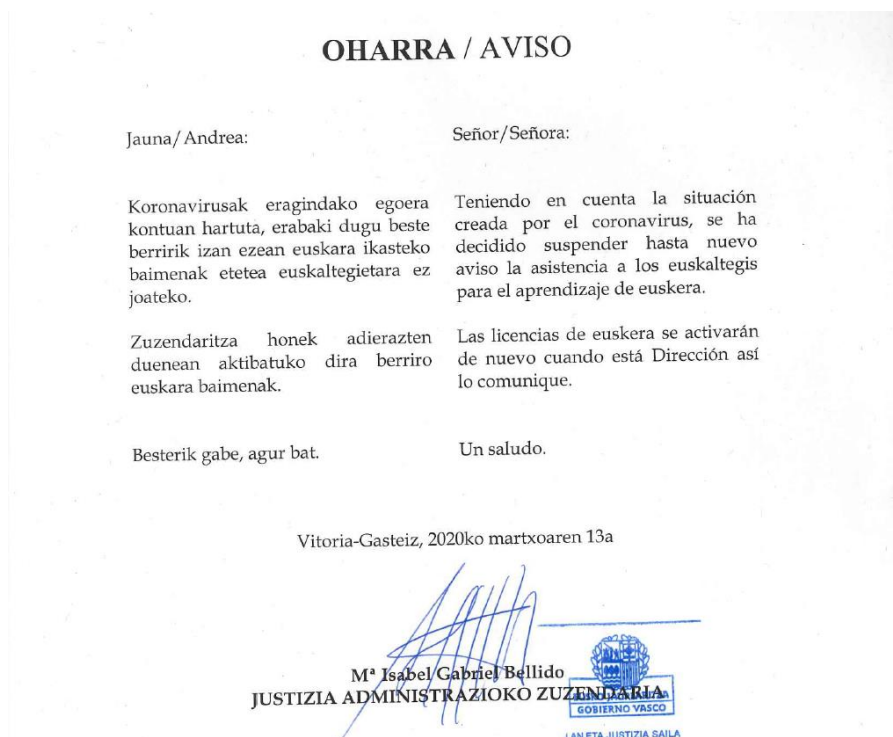 OHARRA / AVISO
Jauna/Andrea:
Koronavirusak eragindako egoera
kontuan hartuta, erabaki dugu beste
berririk izan ezean euskara ikasteko
baimenak etetea euskaltegietara ez
joateko.
Zuzendaritza honek adierazten
duenean aktibatuko dira berriro
euskara baimenak.
Besterik gabe, agur bat.
Señor/Señora:
Teniendo en cuenta la situación
creada por el coronavirus, se ha
decidido suspender hasta nuevo
aviso la asistencia a los euskaltegis
para el aprendizaje de euskera.
Las licencias de euskera se activarán
de nuevo cuando está Dirección así
lo comunique.
Un saludo.
Vitoria-Gasteiz, 2020ko martxoaren 13a
Mª Isabel Gabriel Bellido
JUSTIZIA ADMINISTRAZIOKO ZUZENDARIA
GOBIERNO VASCO
LAN ETA JUSTIZIA SAILA